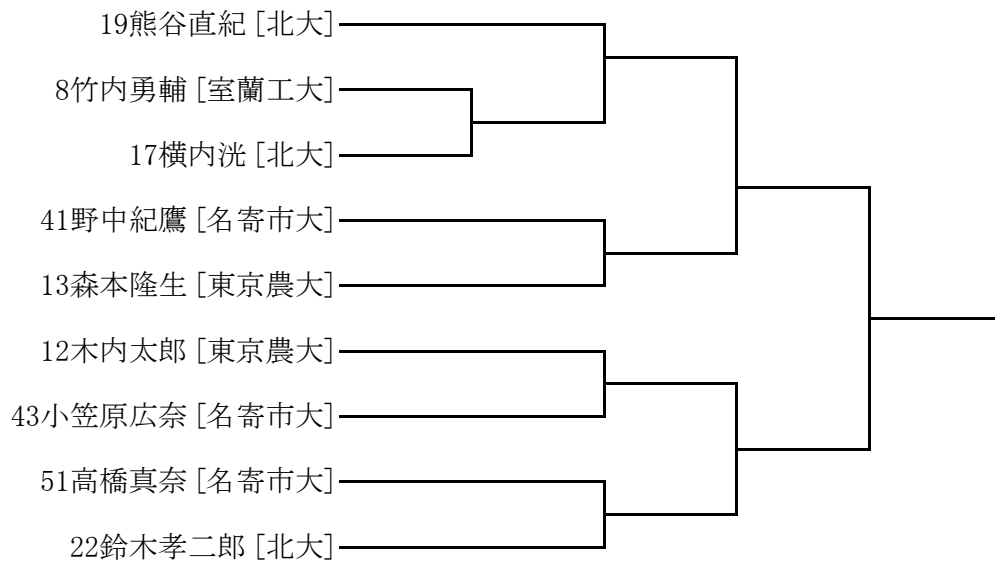 19熊谷直紀 [北大]
8竹内勇輔 [室蘭工大]
17横内洸 [北大]
41野中紀鷹 [名寄市大]
13森本隆生 [東京農大]
12木内太郎 [東京農大]
43小笠原広奈 [名寄市大]
51高橋真奈 [名寄市大]
22鈴木孝二郎 [北大]